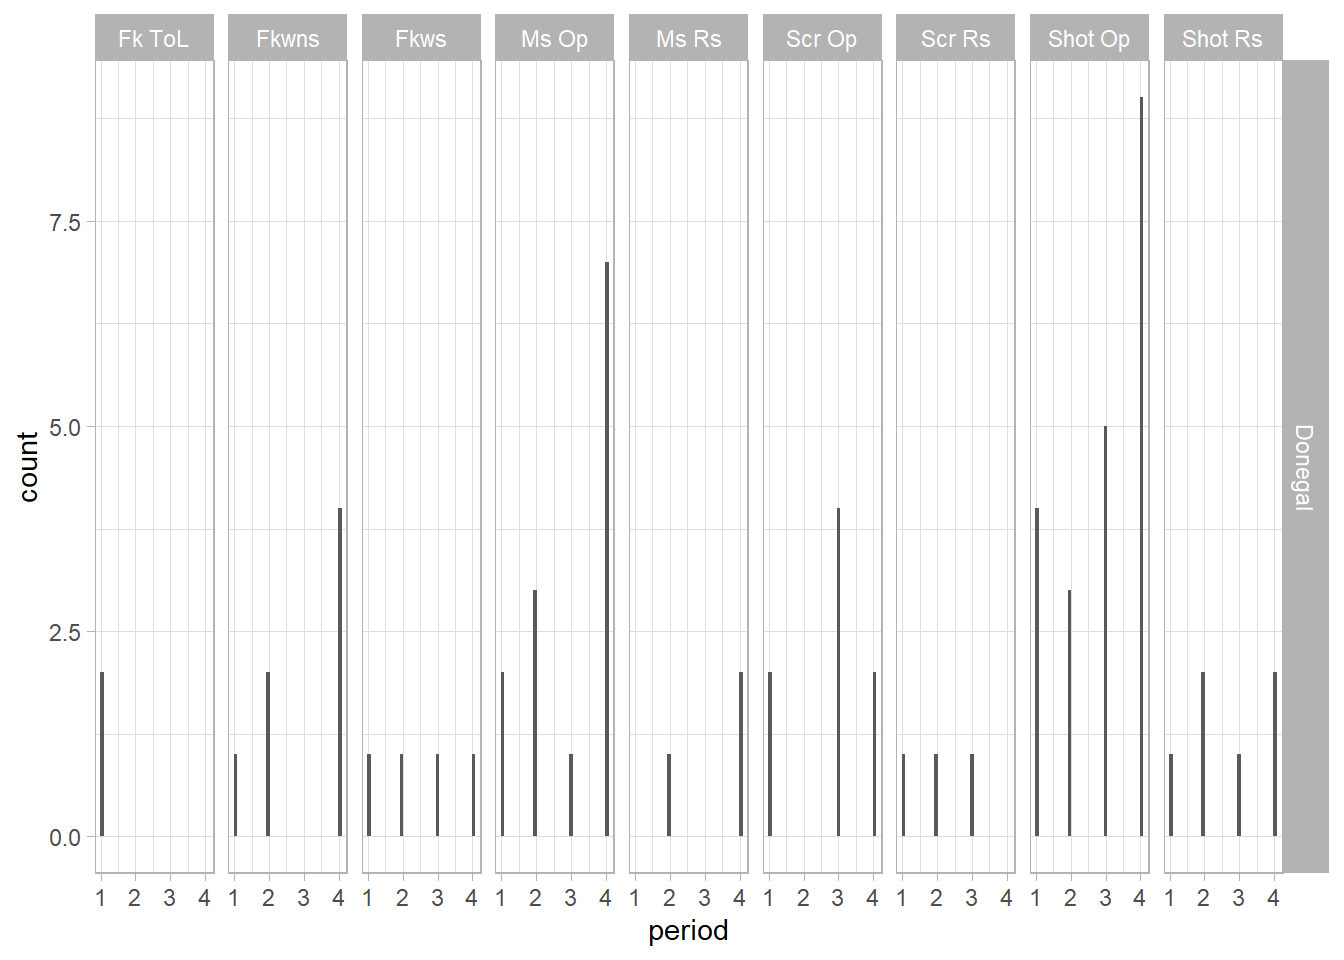 Fk ToL Fkwns Fkws Ms Op Ms Rs Scr Op Scr Rs Shot Op Shot Rs
7.5
5.0
2.5
0.0
count
Donegal
1 2 3 4 1 2 3 4 1 2 3 4 1 2 3 4 1 2 3 4 1 2 3 4 1 2 3 4 1 2 3 4 1 2 3 4
period